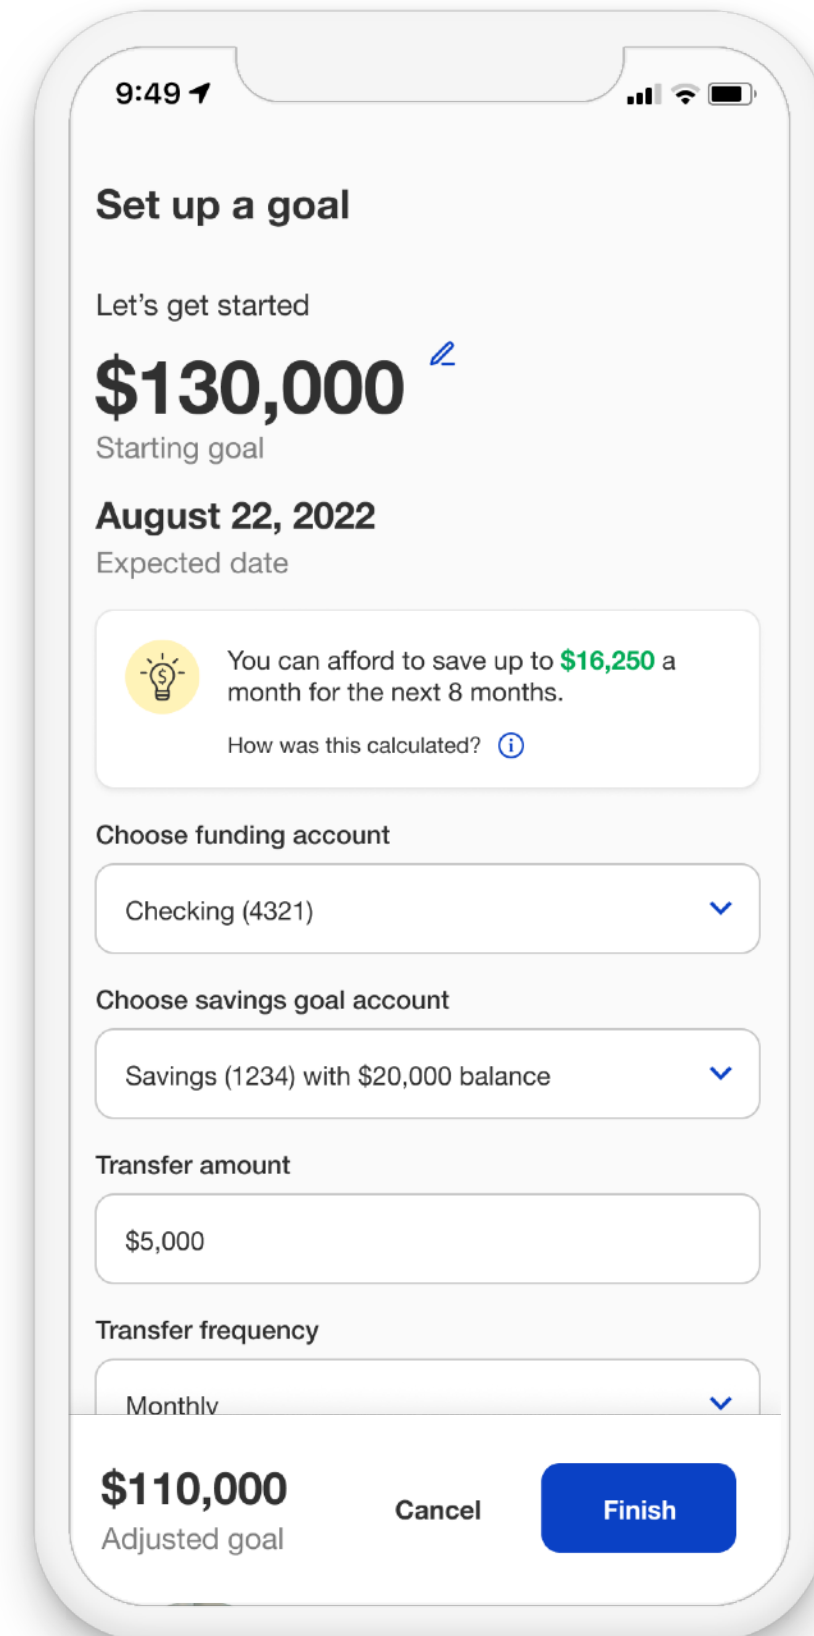 9:49
Set up a goal
Let's get started
$130,000
Starting goal
August 22, 2022
Expected date
$
You can afford to save up to $16,250 a
month for the next 8 months.
How was this calculated? i
Choose funding account
Checking (4321)
Choose savings goal account
Savings (1234) with $20,000 balance
Transfer amount
$5,000
Transfer frequency
Monthly
$110,000
Adjusted goal
Cancel
Finish